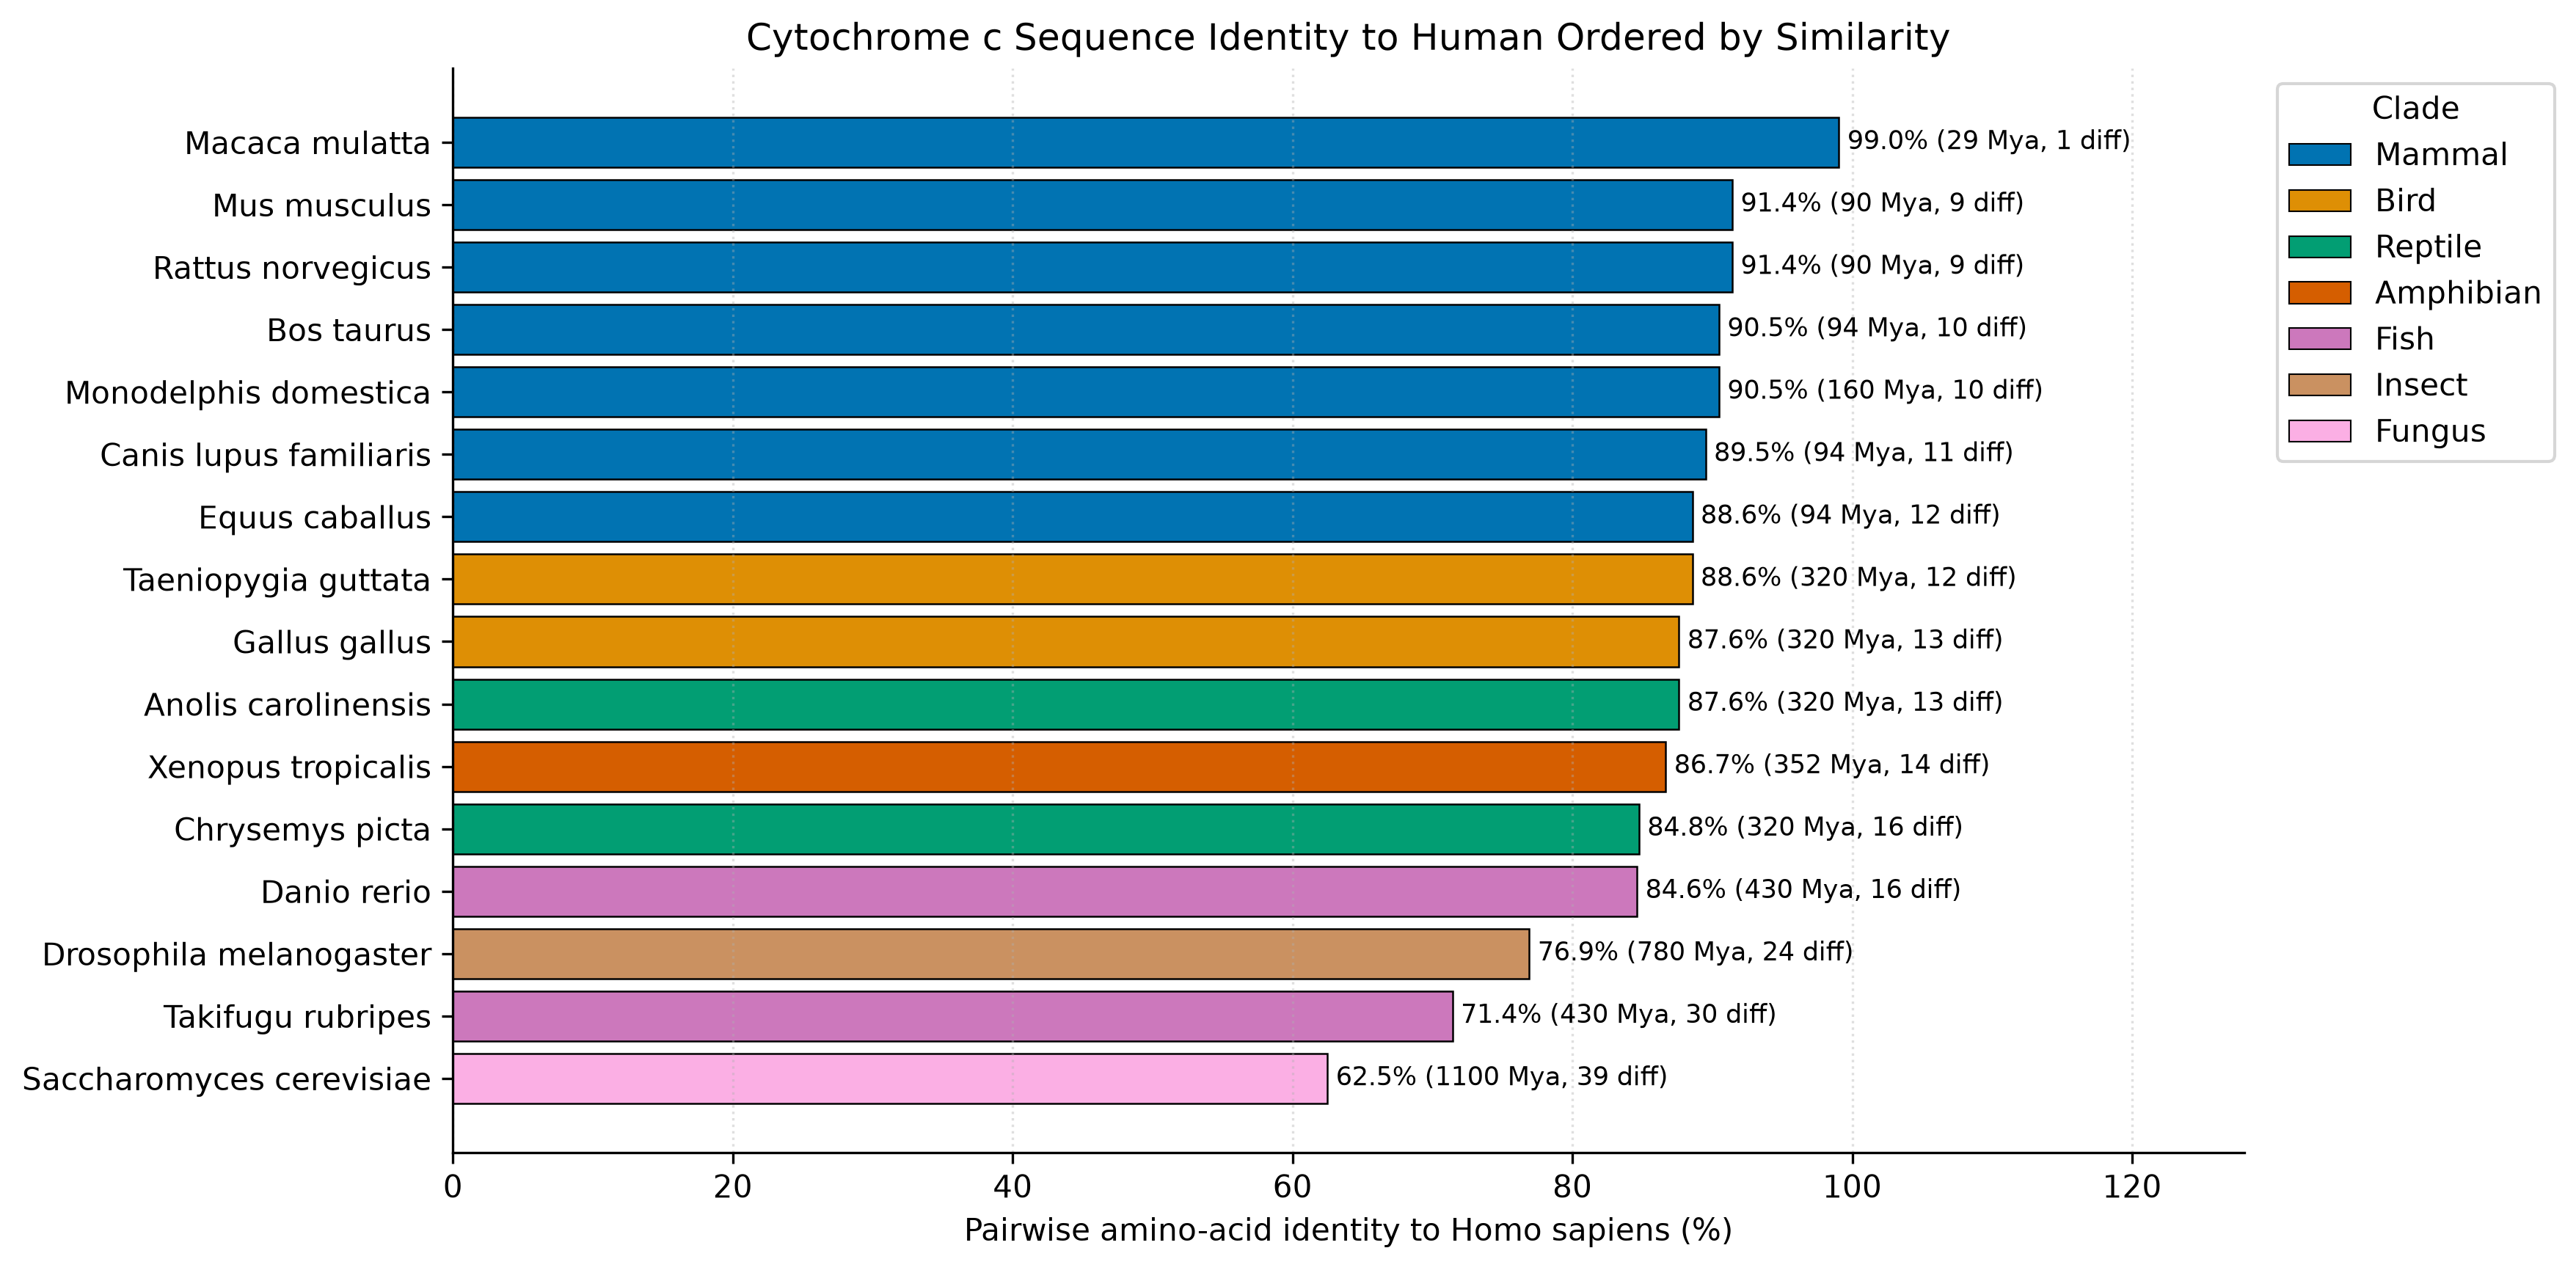 Cytochrome c Sequence Identity to Human Ordered by Similarity
Macaca mulatta 99.0% (29 Mya, 1 diff)
Mus musculus 91.4% (90 Mya, 9 diff)
Rattus norvegicus 91.4% (90 Mya, 9 diff)
Bos taurus 90.5% (94 Mya, 10 diff)
Monodelphis domestica 90.5% (160 Mya, 10 diff)
Canis lupus familiaris 89.5% (94 Mya, 11 diff)
Equus caballus 88.6% (94 Mya, 12 diff)
Taeniopygia guttata 88.6% (320 Mya, 12 diff)
Gallus gallus 87.6% (320 Mya, 13 diff)
Anolis carolinensis 87.6% (320 Mya, 13 diff)
Xenopus tropicalis 86.7% (352 Mya, 14 diff)
Chrysemys picta 84.8% (320 Mya, 16 diff)
Danio rerio 84.6% (430 Mya, 16 diff)
Drosophila melanogaster 76.9% (780 Mya, 24 diff)
Takifugu rubripes 71.4% (430 Mya, 30 diff)
Saccharomyces cerevisiae 62.5% (1100 Mya, 39 diff)
0 20 40 60 80 100 120
Pairwise amino-acid identity to Homo sapiens (%)
Clade
Mammal
Bird
Reptile
Amphibian
Fish
Insect
Fungus